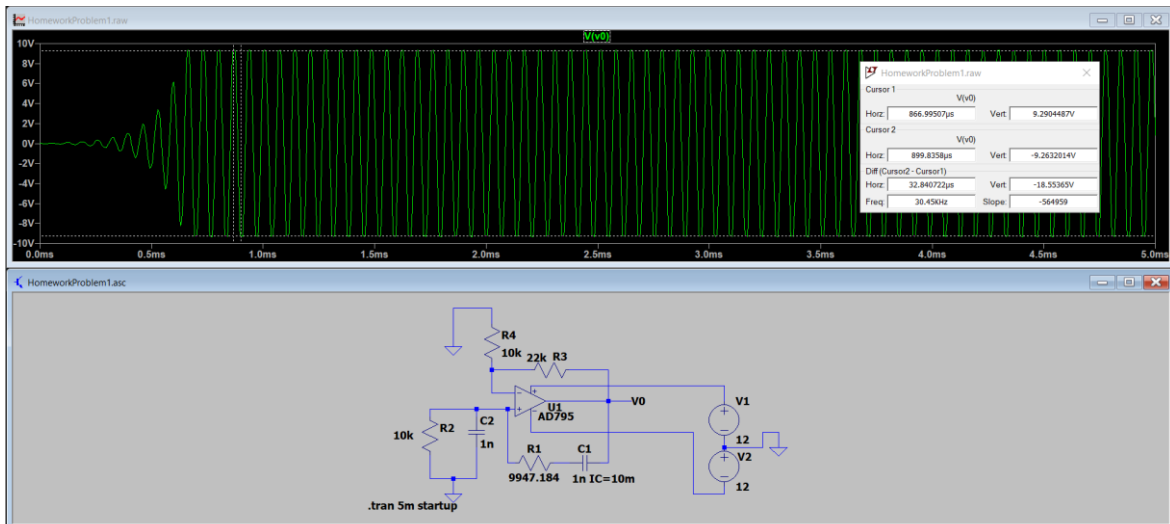 HomeworkProblem1.raw
V(v0)
10V
8V
6V
4V
2V
0V
-2V
-4V
-6V
-8V
-10V
0.0ms 0.5ms 1.0ms 1.5ms 2.0ms 2.5ms 3.0ms 3.5ms 4.0ms 4.5ms 5.0ms
HomeworkProblem1.raw
Cursor 1
V(v0)
Horz: 866.99507µs Vert: 9.2904487V
Cursor 2
V(v0)
Horz: 899.8358µs Vert: -9.2632014V
Diff (Cursor2 - Cursor1)
Horz: 32.840722µs Vert: -18.55365V
Freq: 30.45KHz Slope: -564959
HomeworkProblem1.asc
R4
10k
22k R3
U1
AD795
V0
V1
12
V2
12
R2
10k
C2
1n
R1
9947.184
C1
1n IC=10m
.tran 5m startup